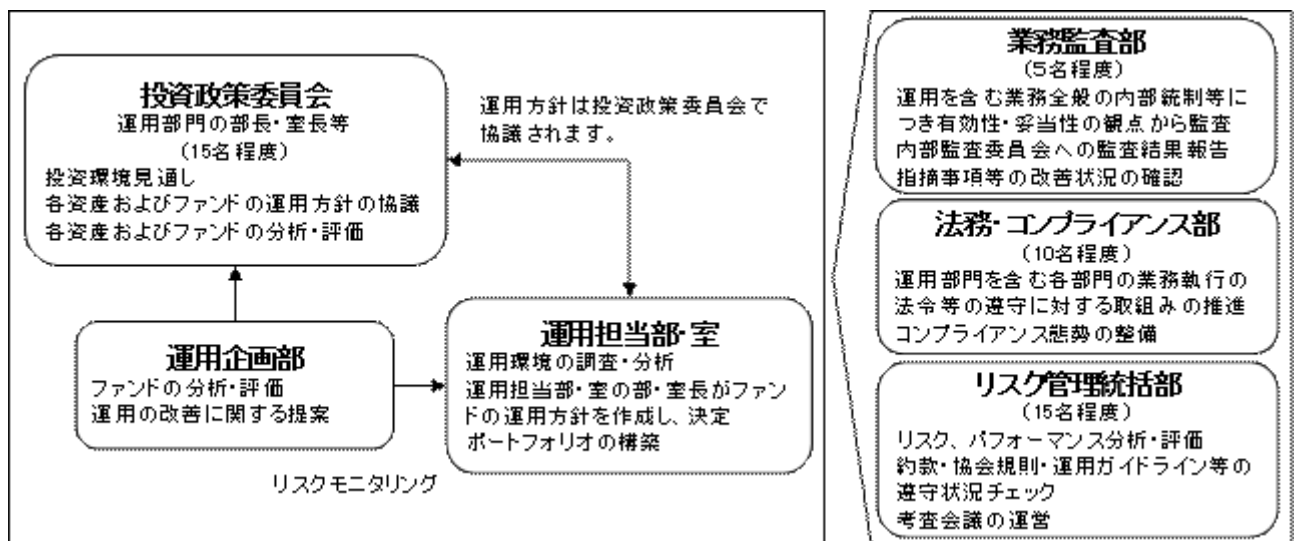 投資政策委員会
運用部門の部長・室長等
(15名程度)
投資環境見通し
各資産およびファンドの運用方針の協議
各資産およびファンドの分析・評価
運用方針は投資政策委員会で
協議されます。
運用企画部
ファンドの分析・評価
運用の改善に関する提案
運用担当部・室
運用環境の調査・分析
運用担当部・室の部・室長がファン
ドの運用方針を作成し、決定
ポートフォリオの構築
リスクモニタリング
業務監査部
(5名程度)
運用を含む業務全般の内部統制等に
つき有効性・妥当性の観点から監査
内部監査委員会への監査結果報告
指摘事項等の改善状況の確認
法務・コンプライアンス部
(10名程度)
運用部門を含む各部門の業務執行の
法令等の遵守に対する取組みの推進
コンプライアンス態勢の整備
リスク管理統括部
(15名程度)
リスク、パフォーマンス分析・評価
約款・協会規則・運用ガイドライン等の
遵守状況チェック
考査会議の運営